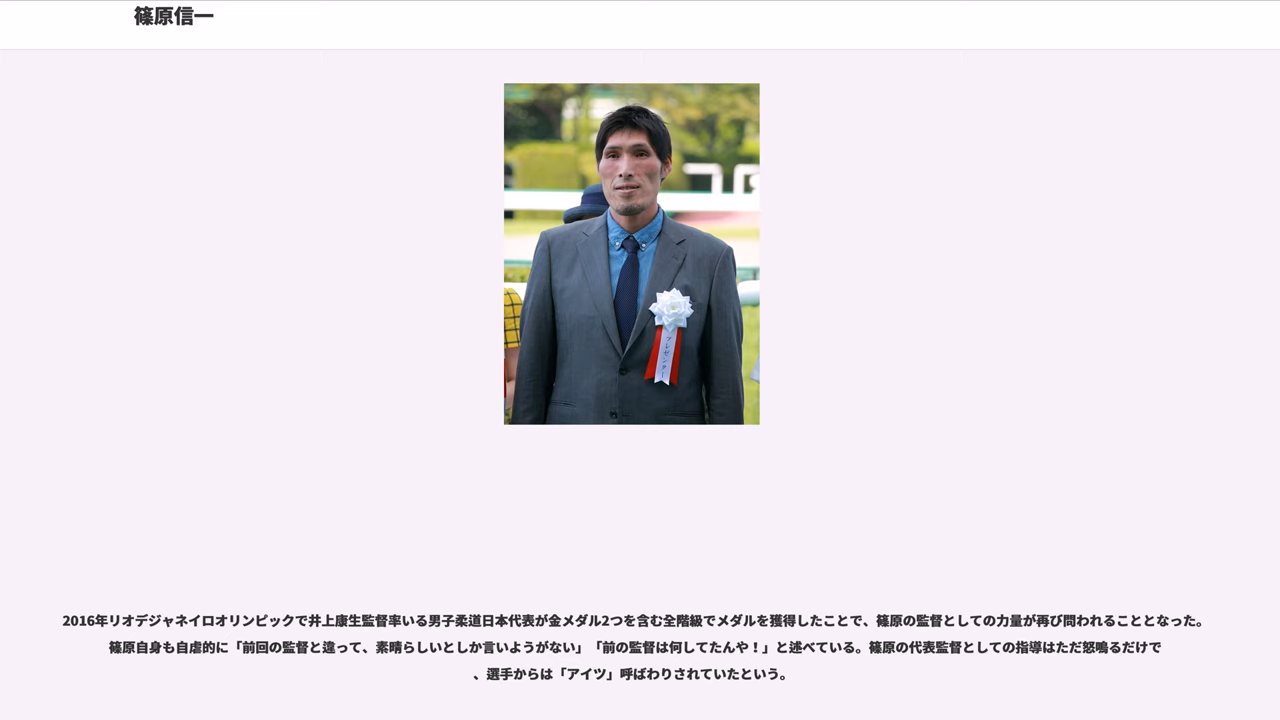 篠原信一
プレゼンター
2016年リオデジャネイロオリンピックで井上康生監督率いる男子柔道日本代表が金メダル2つを含む全階級でメダルを獲得したことで、篠原の監督としての力量が再び問われることとなった。
篠原自身も自虐的に「前回の監督と違って、素晴らしいとしか言いようがない」「前の監督は何してたんや！」と述べている。篠原の代表監督としての指導はただ怒鳴るだけで
、選手からは「アイツ」呼ばわりされていたという。